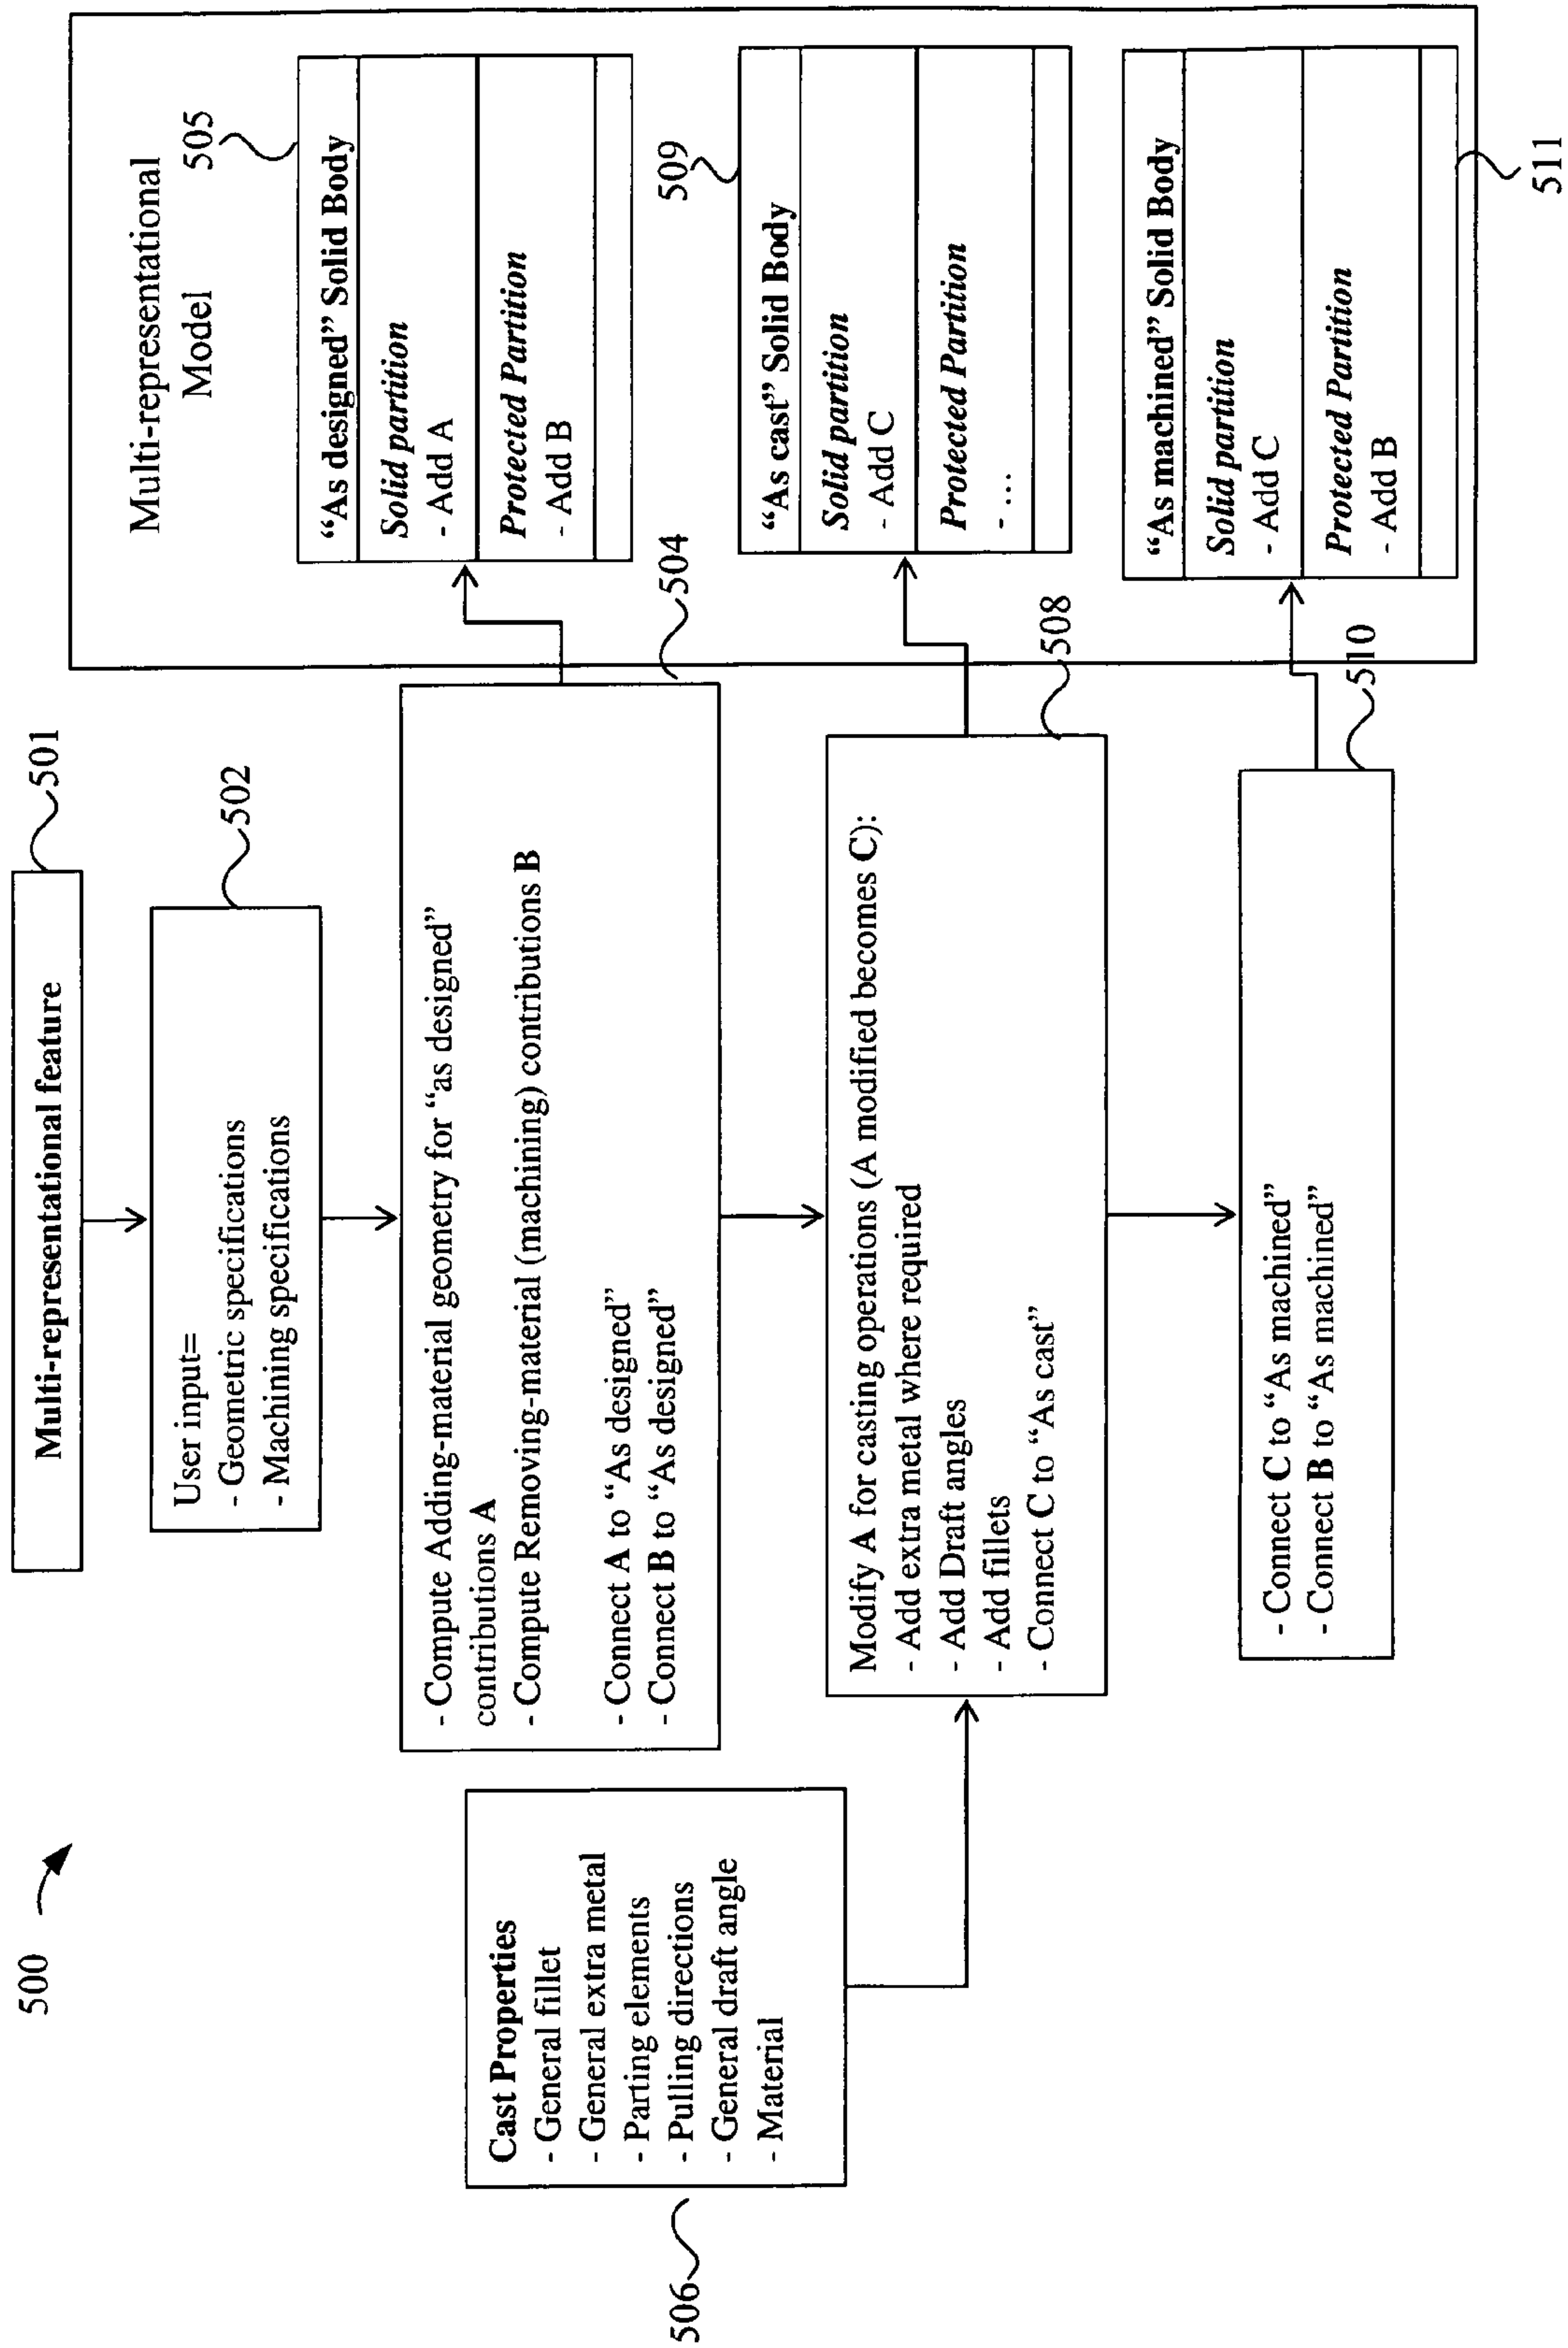 500
Multi-representational feature
501
User input=
- Geometric specifications
- Machining specifications
502
- Compute Adding-material geometry for “as designed”
contributions A
- Compute Removing-material (machining) contributions B
- Connect A to “As designed”
- Connect B to “As designed”
504
Cast Properties
- General fillet
- General extra metal
- Parting elements
- Pulling directions
- General draft angle
- Material
506
Modify A for casting operations (A modified becomes C):
- Add extra metal where required
- Add Draft angles
- Add fillets
- Connect C to “As cast”
508
- Connect C to “As machined”
- Connect B to “As machined”
510
Multi-representational
Model
505
“As designed” Solid Body
Solid partition
- Add A
Protected Partition
- Add B
509
“As cast” Solid Body
Solid partition
- Add C
Protected Partition
- ...
“As machined” Solid Body
Solid partition
- Add C
Protected Partition
- Add B
511